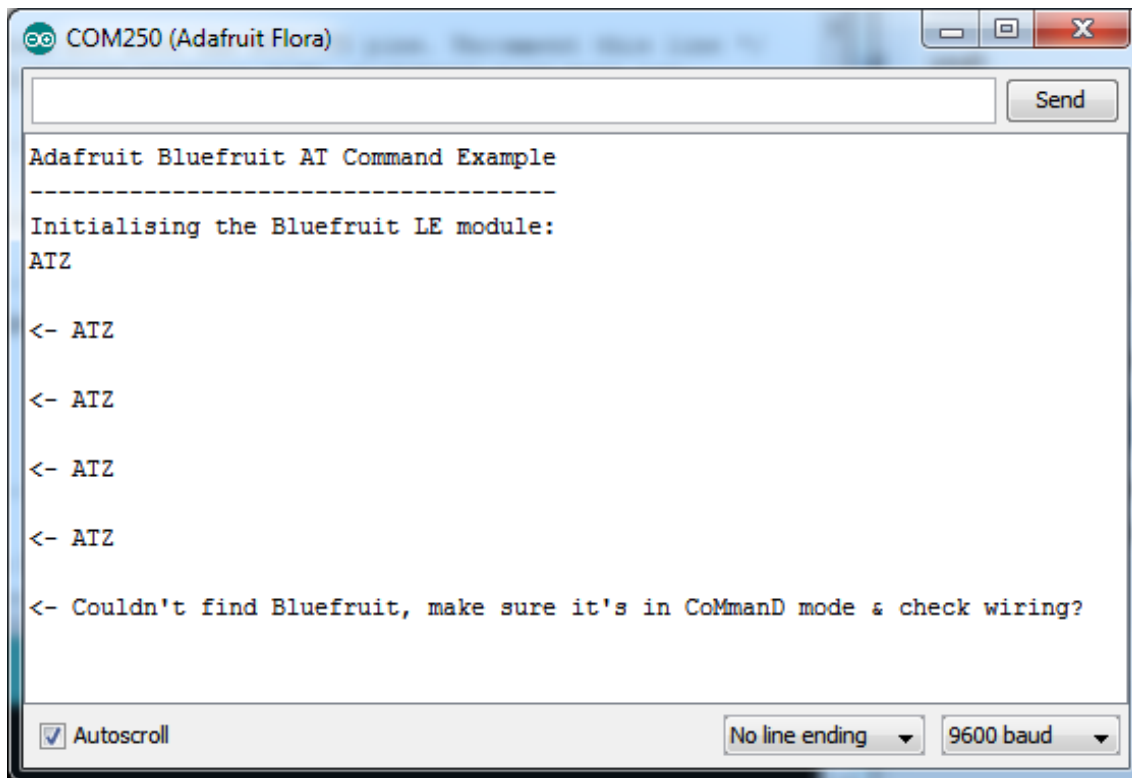 COM250 (Adafruit Flora)
Send
Adafruit Bluefruit AT Command Example
-------------------------------------
Initialising the Bluefruit LE module:
ATZ
<- ATZ
<- ATZ
<- ATZ
<- ATZ
<- Couldn't find Bluefruit, make sure it's in CoMmanD mode & check wiring?
Autoscroll
No line ending
9600 baud